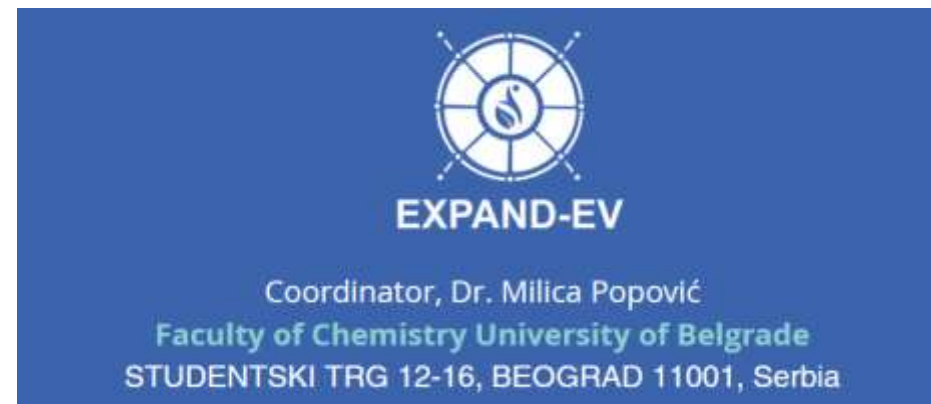 EXPAND-EV
Coordinator, Dr. Milica Popović
Faculty of Chemistry University of Belgrade
STUDENTSKI TRG 12-16, BEOGRAD 11001, Serbia